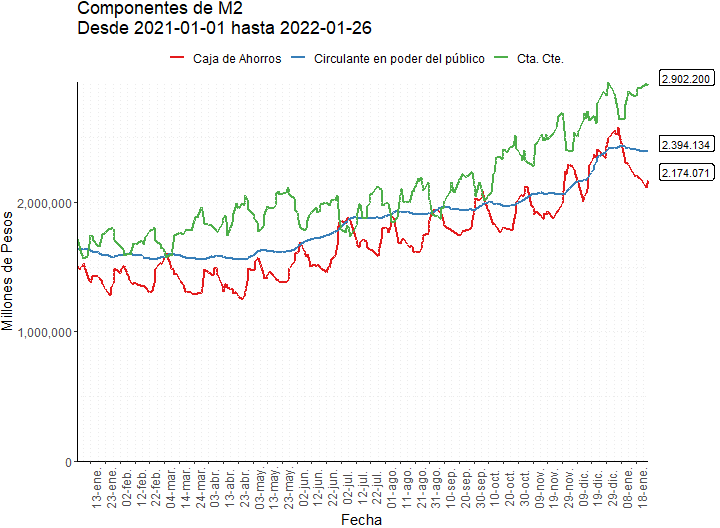 Componentes de M2
Desde 2021-01-01 hasta 2022-01-26
Caja de Ahorros Circulante en poder del público Cta. Cte.
2.902.200
2.394.134
2.174.071
2,000,000
1,000,000
0
Millones de Pesos
13-ene.
23-ene.
02-feb.
12-feb.
22-feb.
04-mar.
14-mar.
24-mar.
03-abr.
13-abr.
23-abr.
03-may.
13-may.
23-may.
02-jun.
12-jun.
22-jun.
02-jul.
12-jul.
22-jul.
01-ago.
11-ago.
21-ago.
31-ago.
10-sep.
20-sep.
30-sep.
10-oct.
20-oct.
30-oct.
09-nov.
19-nov.
29-nov.
09-dic.
19-dic.
29-dic.
08-ene.
18-ene.
Fecha